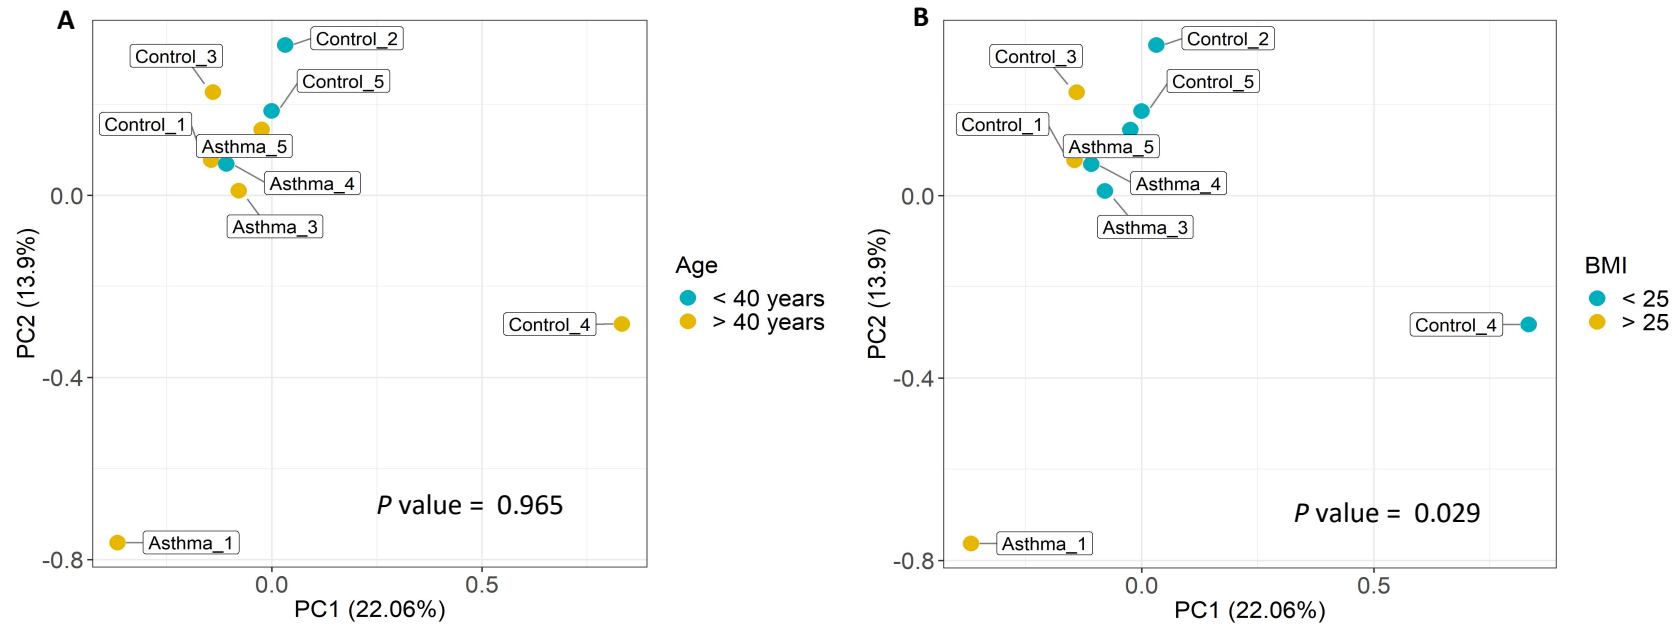 A
Control_2
Control_3
Control_5
Control_1
Asthma_5
Asthma_4
0.0
Asthma_3
PC2 (13.9%)
Age
< 40 years
> 40 years
Control_4
-0.4
P value = 0.965
Asthma_1
-0.8
0.0
0.5
PC1 (22.06%)
B
Control_2
Control_3
Control_5
Control_1
Asthma_5
Asthma_4
0.0
Asthma_3
PC2 (13.9%)
BMI
< 25
> 25
Control_4
-0.4
P value = 0.029
Asthma_1
-0.8
0.0
0.5
PC1 (22.06%)